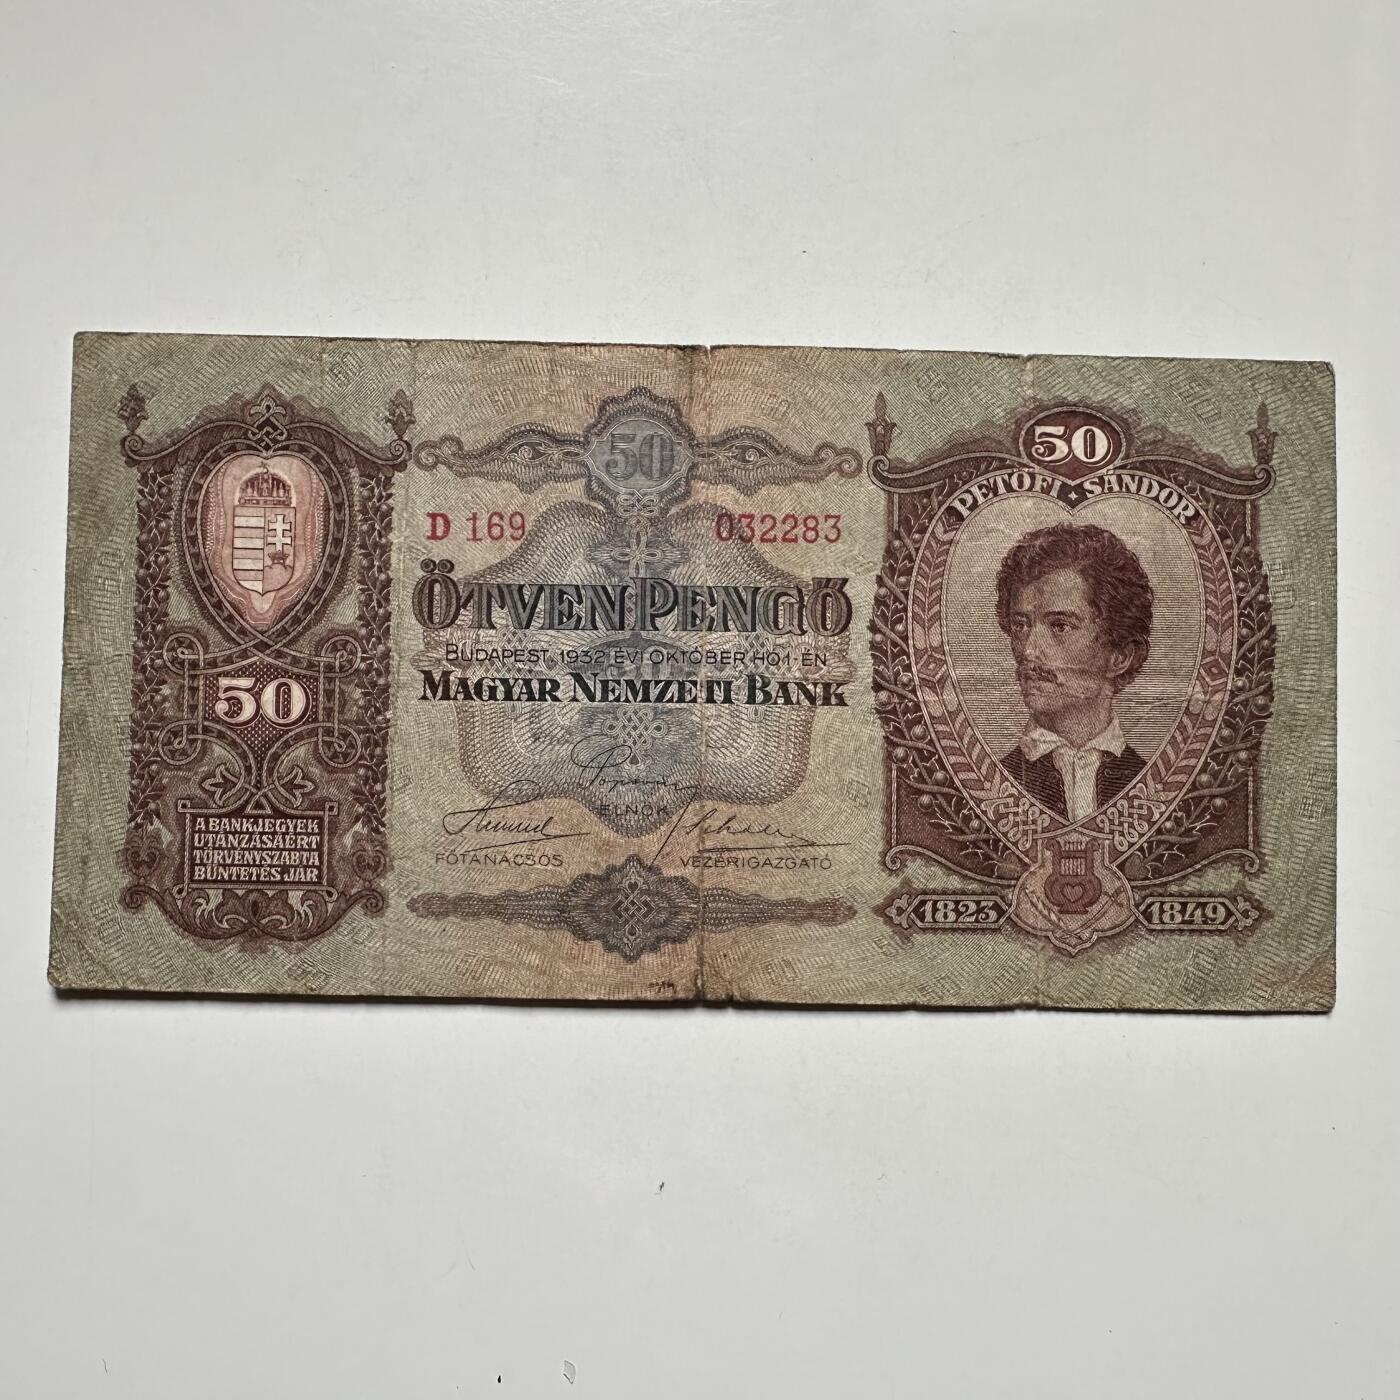 50
50
PETŐFI · SÁNDOR
D 169 032283
ÖTVEN PENGŐ
BUDAPEST, 1932 ÉVI OKTÓBER HÓ 1-ÉN
MAGYAR NEMZETI BANK
50
ELNÖK
FŐTANÁCSOS VEZÉRIGAZGATÓ
A BANKJEGYEK
UTÁNZÁSÁÉRT
TÖRVÉNYSZABTA
BÜNTETÉS JÁR
1823 1849